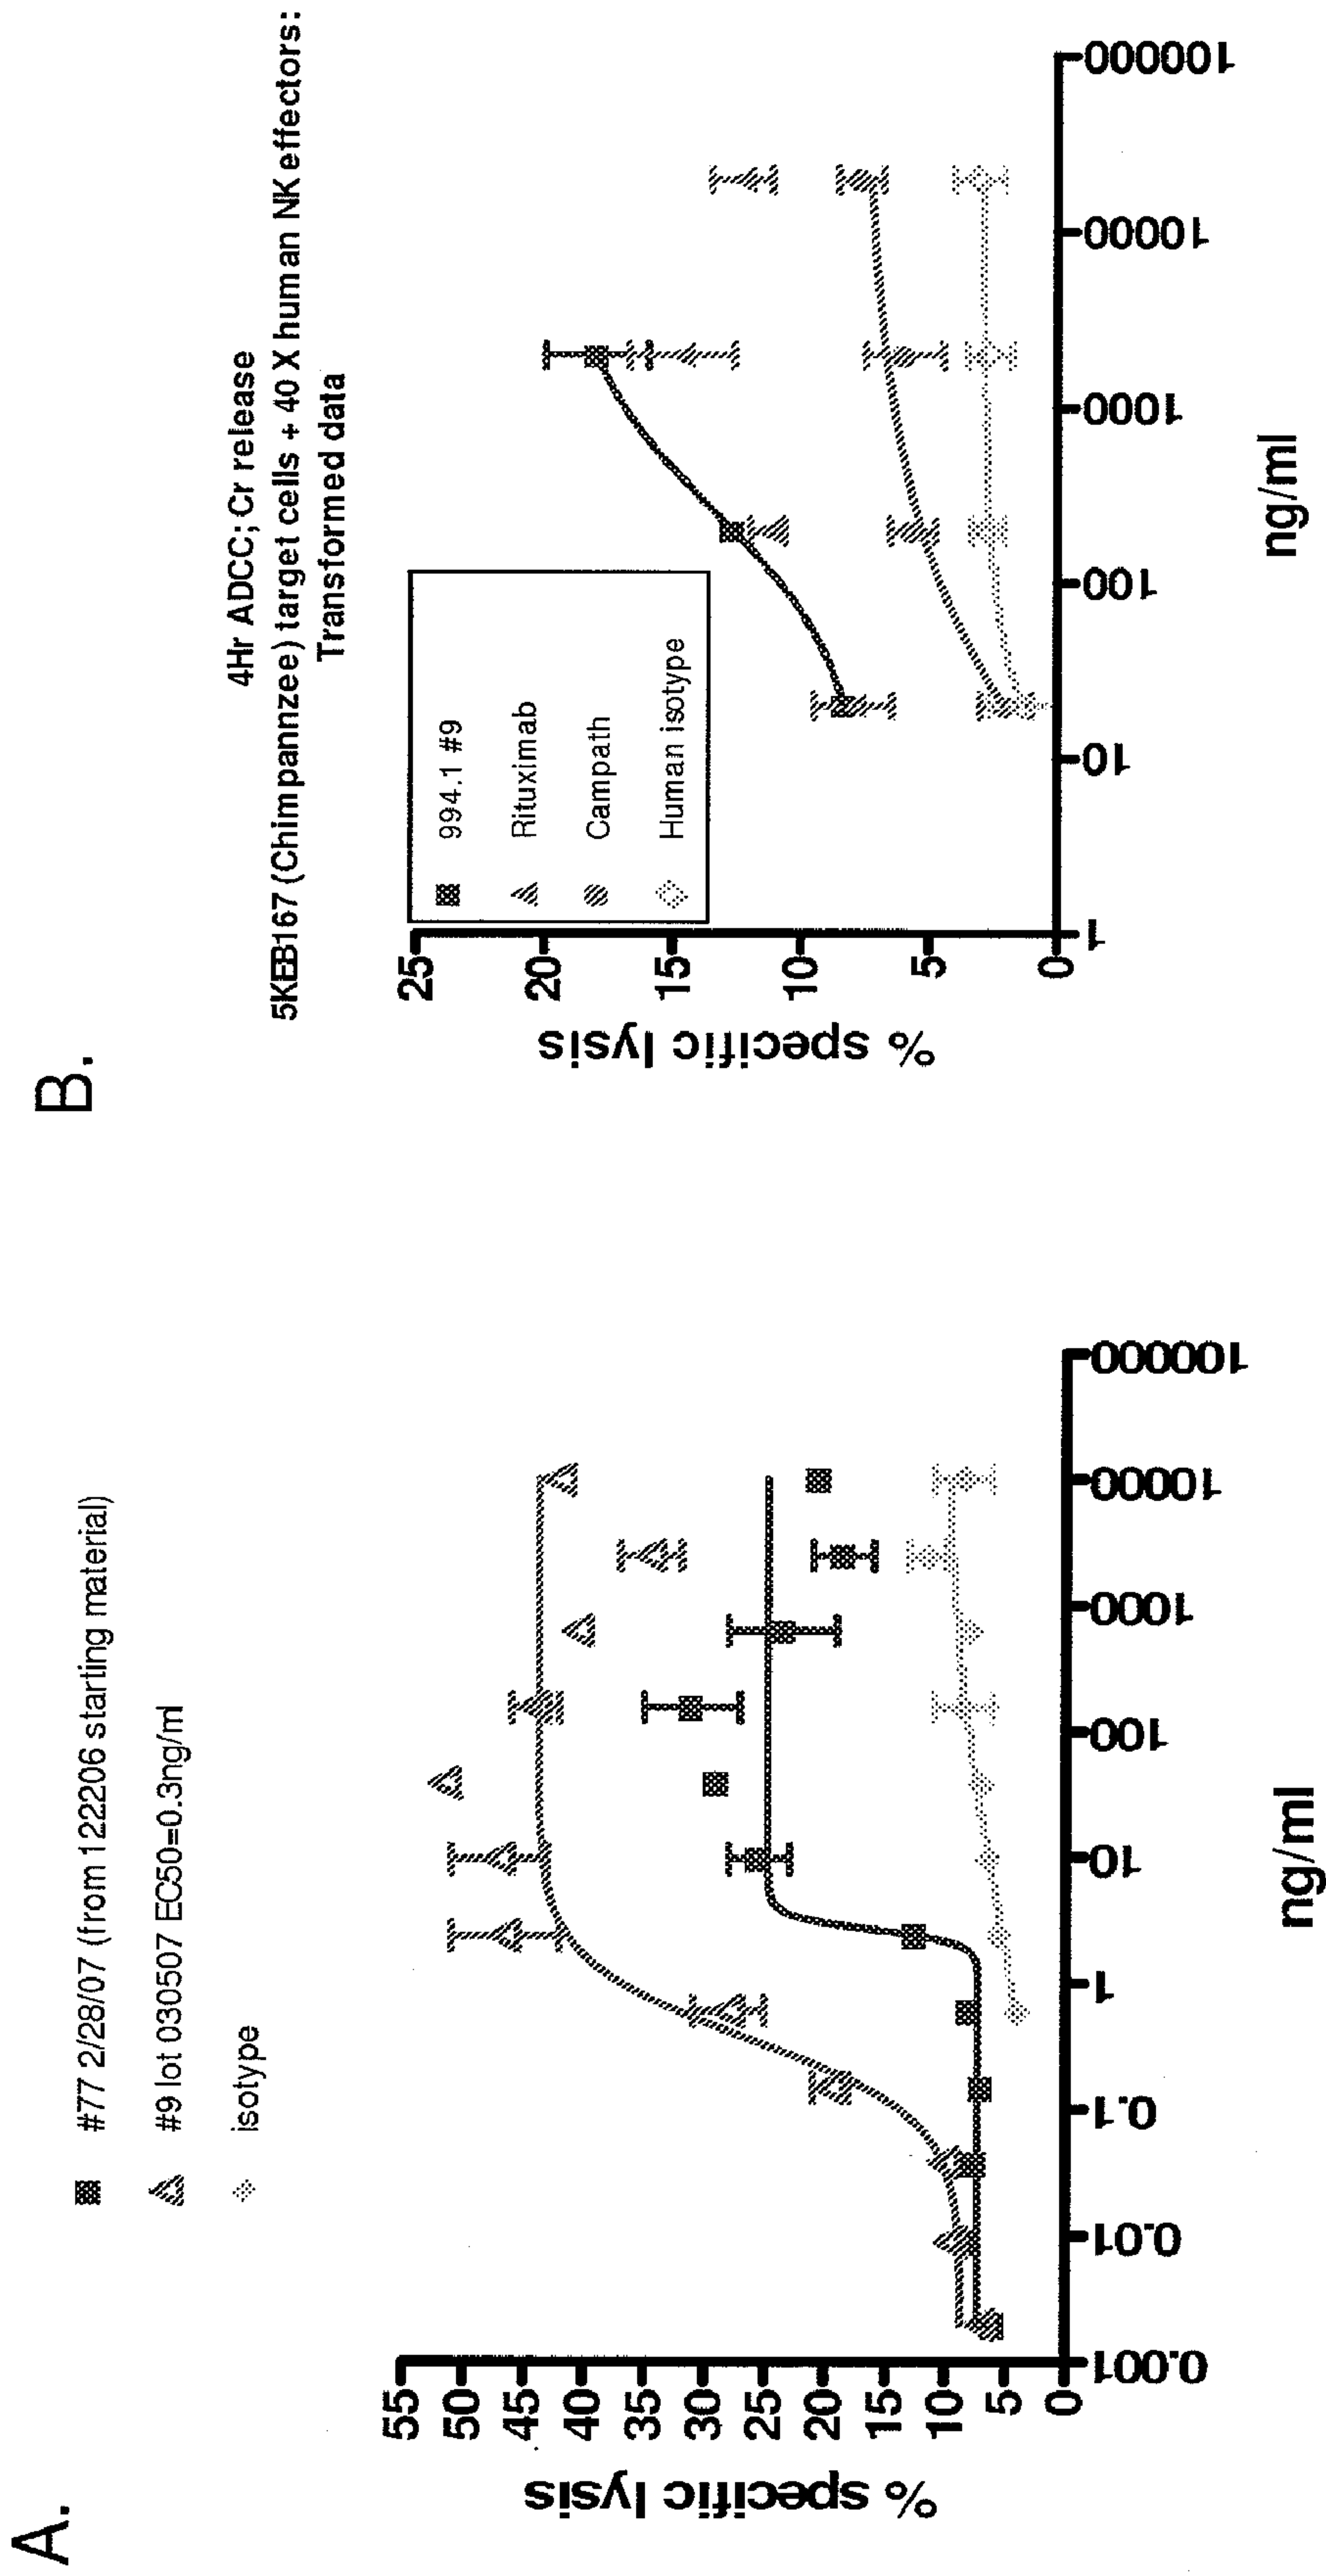 A.
#77 2/28/07 (from 122206 starting material)
#9 lot 030507 EC50=0.3ng/ml
isotype
% specific lysis
55
50
45
40
35
30
25
20
15
10
5
0
0.001
0.01
0.1
1
10
100
1000
10000
100000
ng/ml
B.
4Hr ADCC; Cr release
5KEB167 (Chimpannzee) target cells + 40 X human NK effectors:
Transformed data
994.1 #9
Rituximab
Campath
Human isotype
% specific lysis
25
20
15
10
5
0
1
10
100
1000
10000
100000
ng/ml